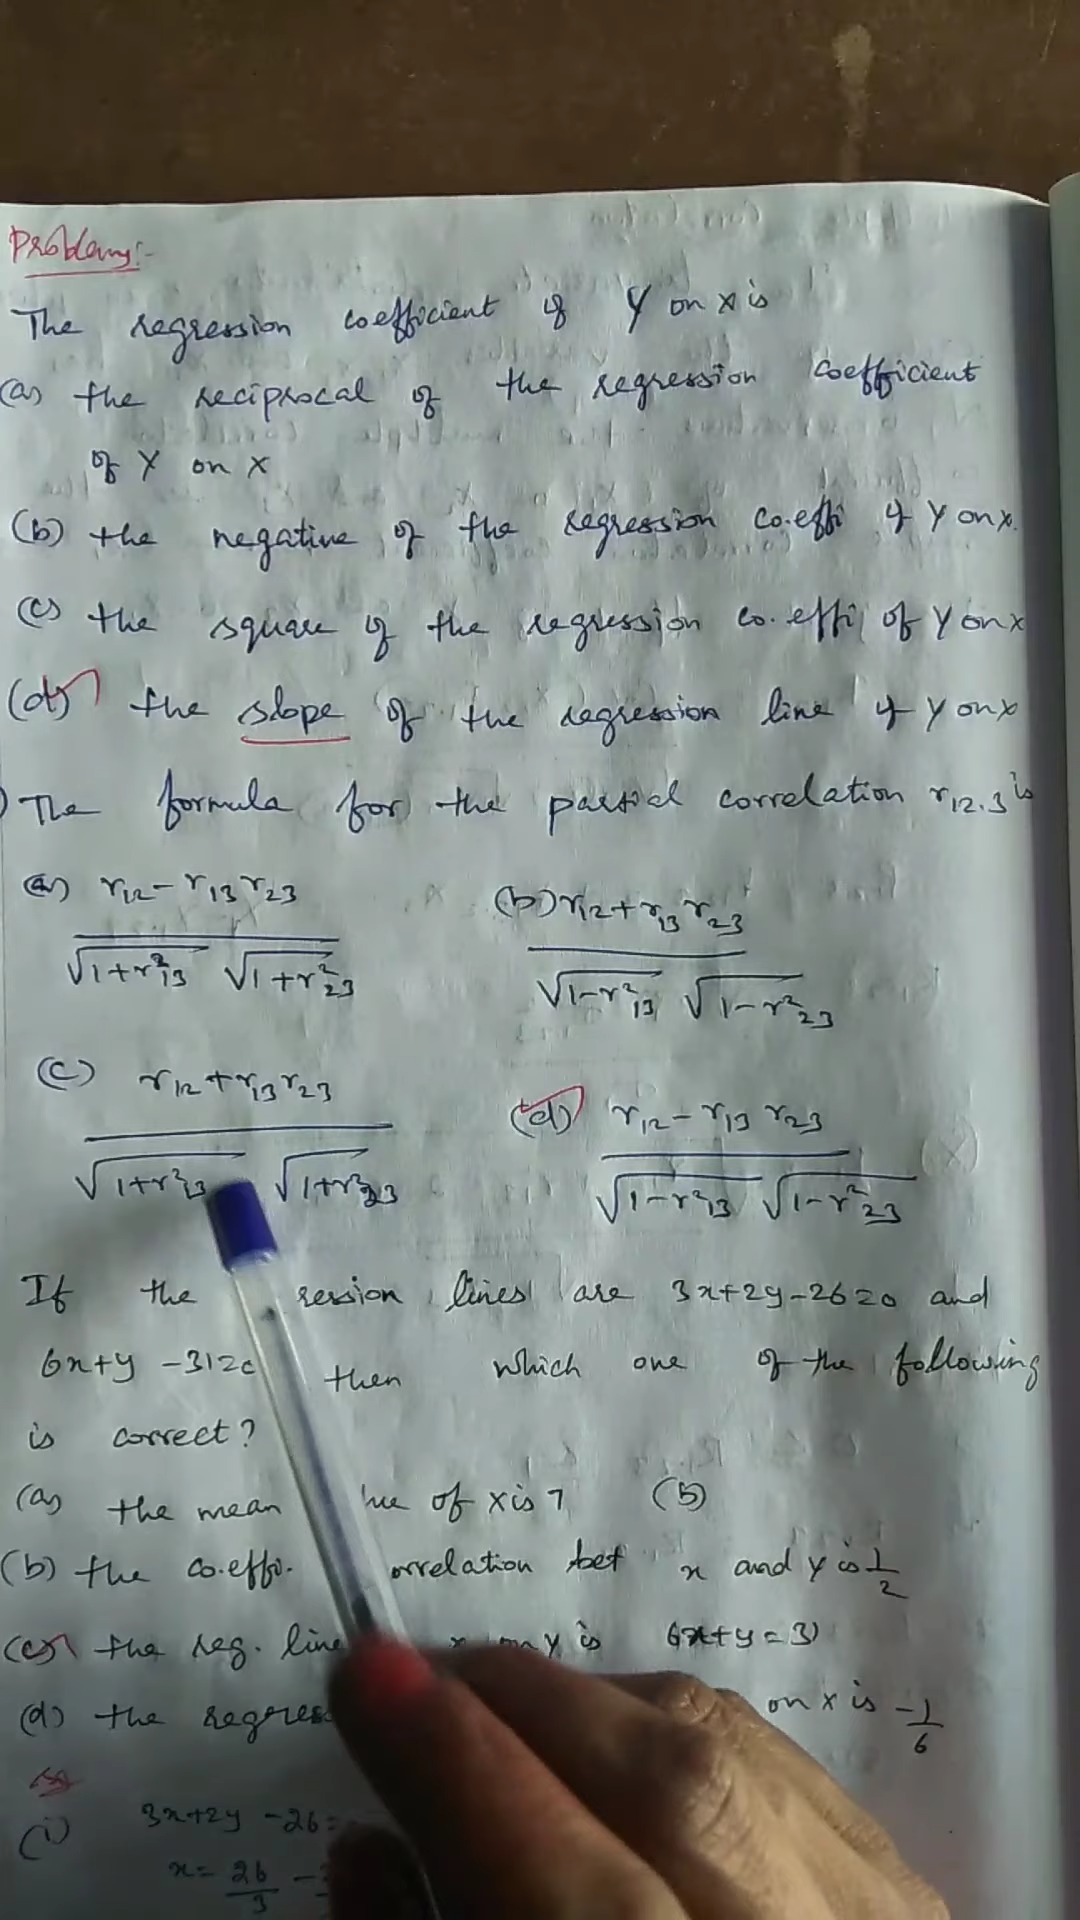 Problems:-
The regression coefficient of Y on X is
(a) the reciprocal of the regression coefficient
of Y on X
(b) the negative of the regression co.effi of Y on X.
(c) the square of the regression co.effi of Y on X
(d) the slope of the regression line of Y on X
) The formula for the partial correlation r12.3 is
(a) r12 - r13 r23 / √1+r²13 √1+r²23
(b) r12 + r13 r23 / √1-r²13 √1-r²23
(c) r12 + r13 r23 / √1+r²13 √1+r²23
(d) r12 - r13 r23 / √1-r²13 √1-r²23
If the ression lines are 3x+2y-26=0 and
6x+y -31=0 then which one of the following
is correct?
(a) the mean of x is 7 (5)
(b) the co.effi. orrelation bet x and y is 1/2
(c) the reg. line x on y is 6x+y = 31
(d) the regres on x is -1/6
(i) 3x+2y -26=
x = 26/3 -